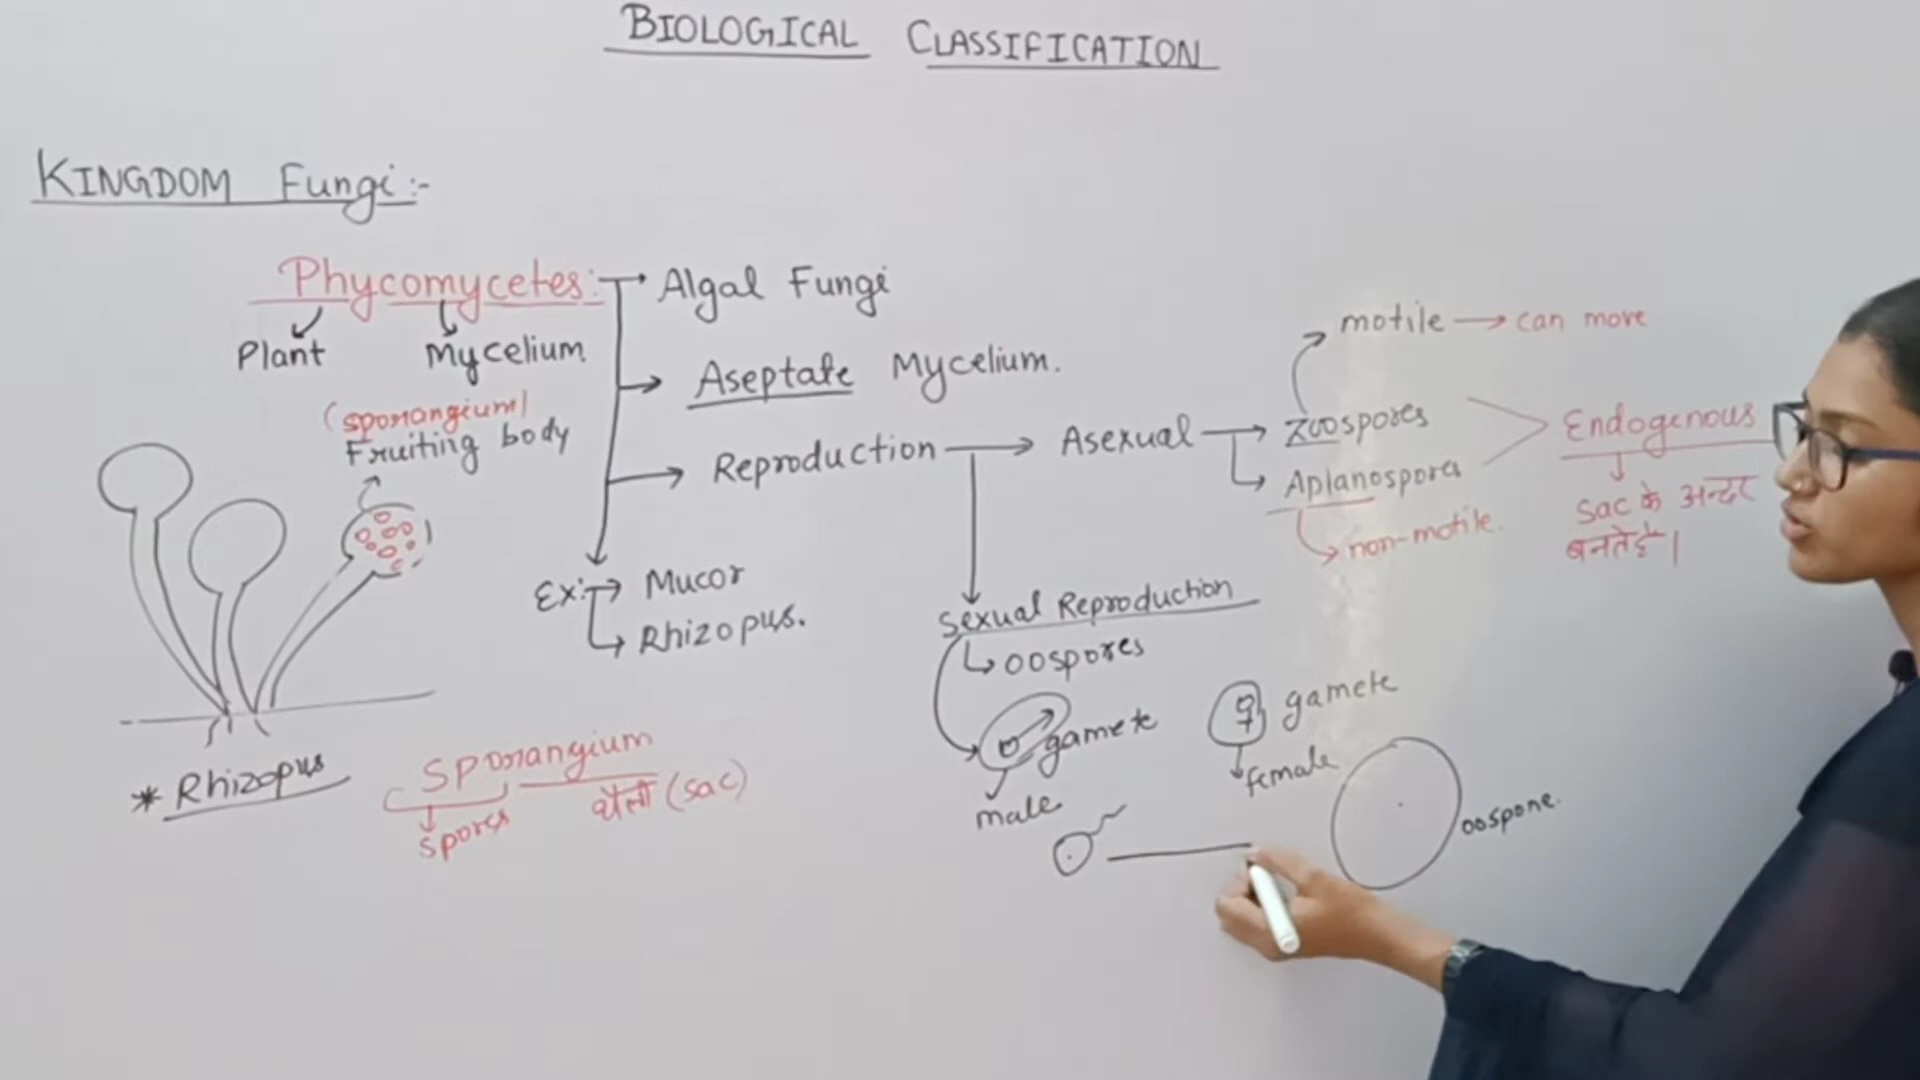 BIOLOGICAL CLASSIFICATION
KINGDOM Fungi:-
Phycomycetes:
Algal Fungi
Plant
Mycelium
Aseptate Mycelium.
(sporangium)
Fruiting body
Reproduction
Asexual
Zoospores
motile → can move
Aplanospores
non-motile.
Endogenous
Sac के अन्दर
बनते है।
Ex:→ Mucor
Rhizopus.
Sexual Reproduction
oospores
♂ gamete
male
♀ gamete
female
oospore.
* Rhizopus
Sporangium
spores
थैली (sac)